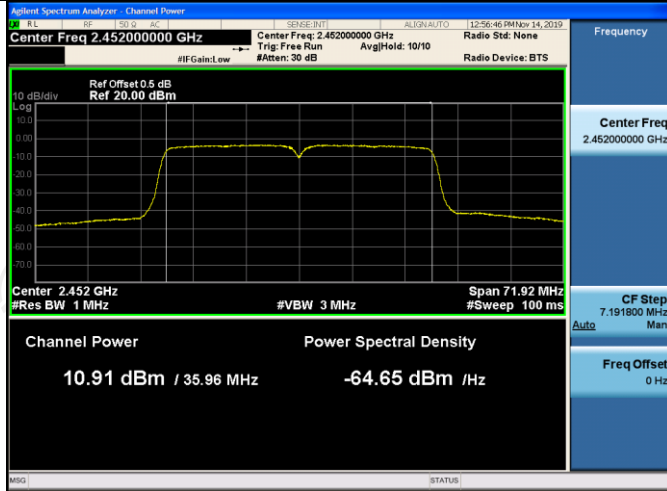 Agilent Spectrum Analyzer - Channel Power
RL RF 50 Ω AC SENSE:INT ALIGNAUTO 12:56:46 PM Nov 14, 2019
Center Freq 2.452000000 GHz
Center Freq: 2.452000000 GHz
Radio Std: None
Trig: Free Run Avg|Hold: 10/10
#IFGain:Low
#Atten: 30 dB
Radio Device: BTS
Ref Offset 0.5 dB
10 dB/div Ref 20.00 dBm
Log
10.0
0.00
-10.0
-20.0
-30.0
-40.0
-50.0
-60.0
-70.0
Center 2.452 GHz
Span 71.92 MHz
#Res BW 1 MHz
#VBW 3 MHz
#Sweep 100 ms
Channel Power
Power Spectral Density
10.91 dBm / 35.96 MHz
-64.65 dBm /Hz
MSG
STATUS
Frequency
Center Freq
2.452000000 GHz
CF Step
7.191800 MHz
Auto Man
Freq Offset
0 Hz